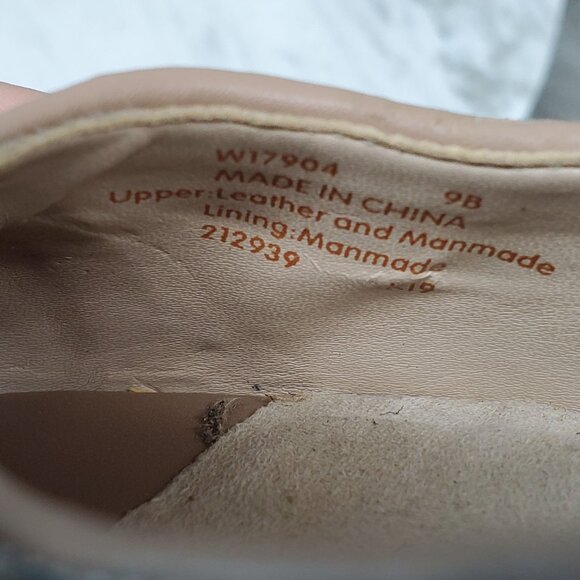 W17904 9B
MADE IN CHINA
Upper:Leather and Manmade
Lining:Manmade
212939